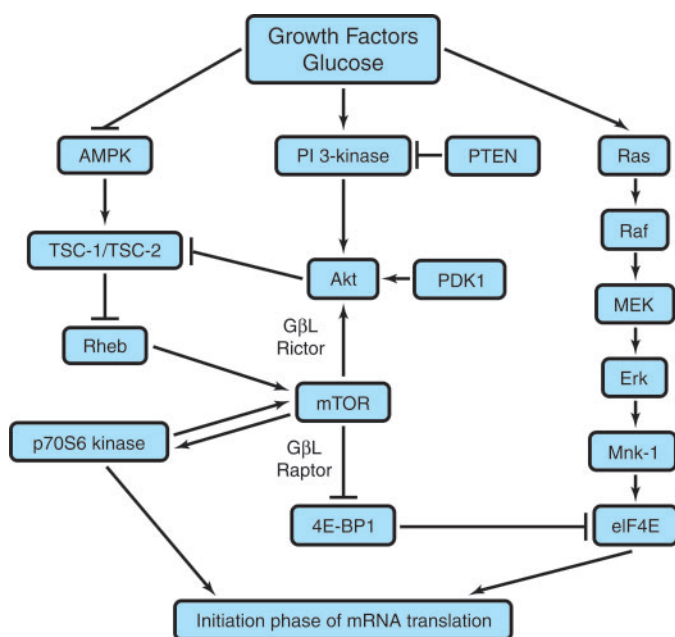 Growth Factors
Glucose
AMPK
PI 3-kinase
PTEN
Ras
TSC-1/TSC-2
Raf
Akt
PDK1
MEK
GβL
Rictor
Rheb
Erk
mTOR
p70S6 kinase
GβL
Raptor
Mnk-1
4E-BP1
eIF4E
Initiation phase of mRNA translation